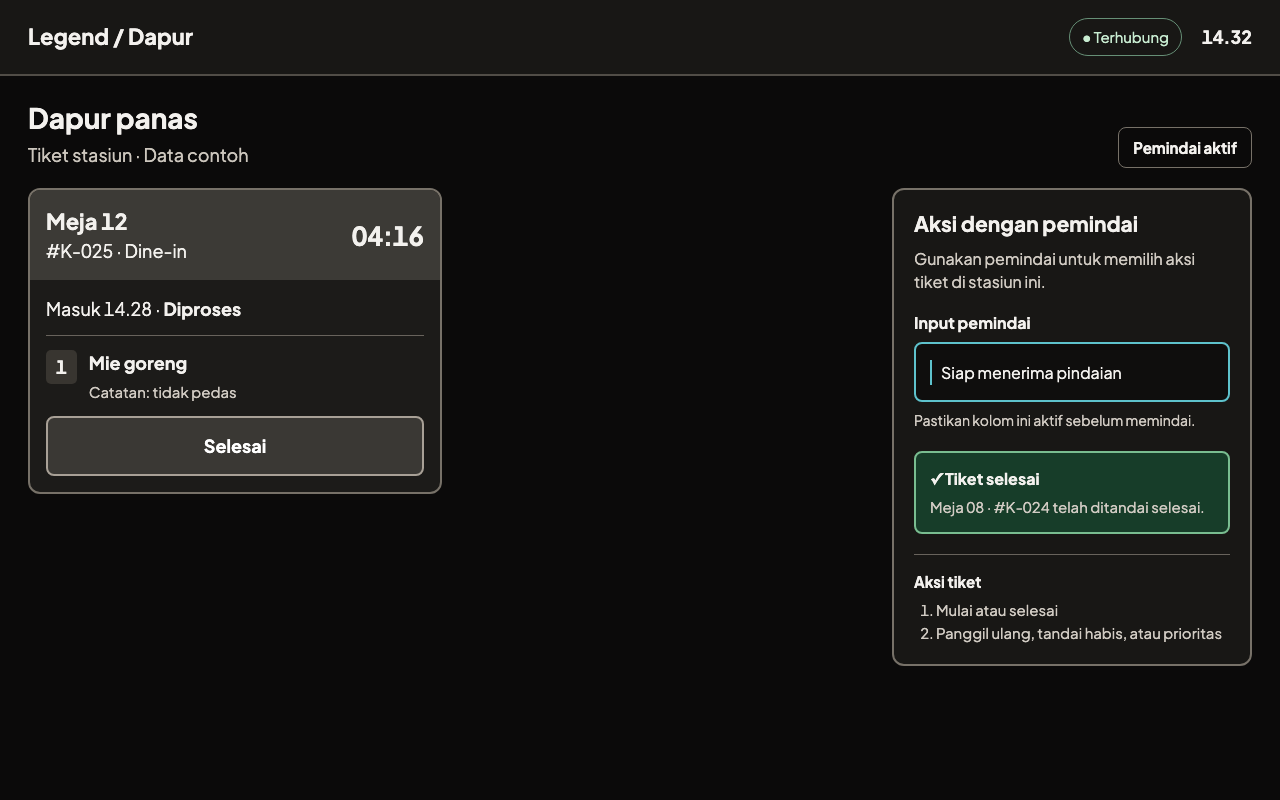 Legend / Dapur
● Terhubung
14.32
Dapur panas
Tiket stasiun · Data contoh
Pemindai aktif
Meja 12
#K-025 · Dine-in
04:16
Masuk 14.28 · Diproses
1
Mie goreng
Catatan: tidak pedas
Selesai
Aksi dengan pemindai
Gunakan pemindai untuk memilih aksi
tiket di stasiun ini.
Input pemindai
Siap menerima pindaian
Pastikan kolom ini aktif sebelum memindai.
✓Tiket selesai
Meja 08 · #K-024 telah ditandai selesai.
Aksi tiket
1. Mulai atau selesai
2. Panggil ulang, tandai habis, atau prioritas